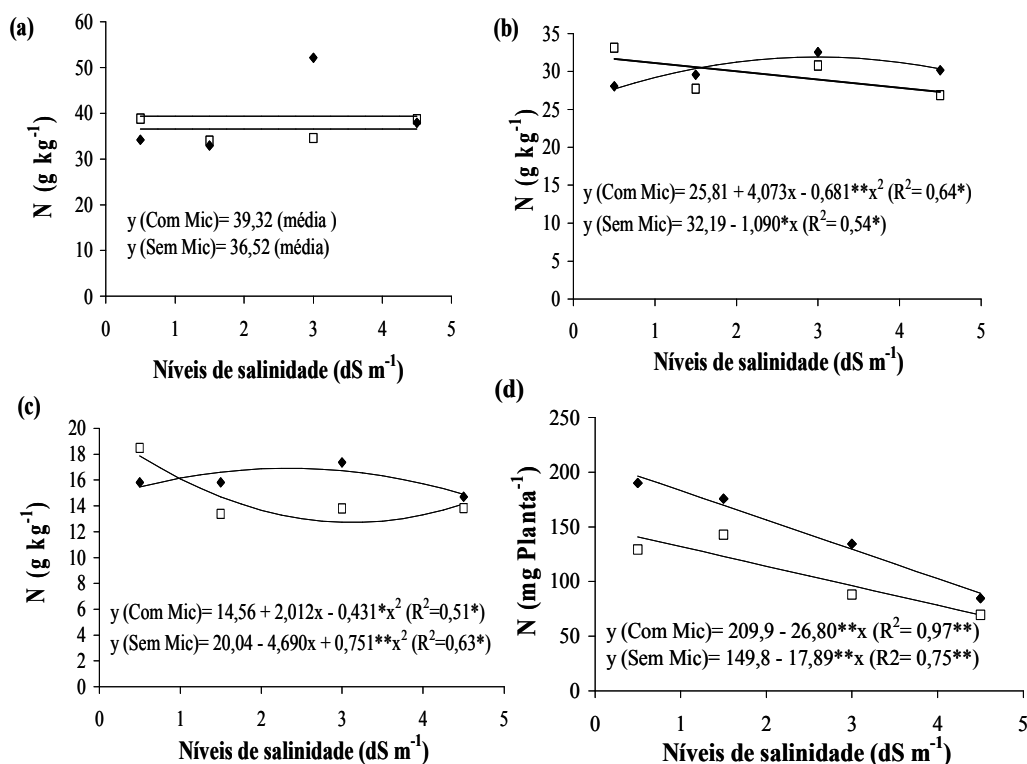 (a)
60
50
40
30
20
10
0
N (g kg⁻¹)
y (Com Mic)= 39,32 (média )
y (Sem Mic)= 36,52 (média)
0 1 2 3 4 5
Níveis de salinidade (dS m⁻¹)
(b)
35
30
25
20
15
10
5
0
N (g kg⁻¹)
y (Com Mic)= 25,81 + 4,073x - 0,681**x² (R²= 0,64*)
y (Sem Mic)= 32,19 - 1,090*x (R²= 0,54*)
0 1 2 3 4 5
Níveis de salinidade (dS m⁻¹)
(c)
20
18
16
14
12
10
8
6
4
2
0
N (g kg⁻¹)
y (Com Mic)= 14,56 + 2,012x - 0,431*x² (R²=0,51*)
y (Sem Mic)= 20,04 - 4,690x + 0,751**x² (R²=0,63*)
0 1 2 3 4 5
Níveis de salinidade (dS m⁻¹)
(d)
250
200
150
100
50
0
N (mg Planta⁻¹)
y (Com Mic)= 209,9 - 26,80**x (R²= 0,97**)
y (Sem Mic)= 149,8 - 17,89**x (R2= 0,75**)
0 1 2 3 4 5
Níveis de salinidade (dS m⁻¹)